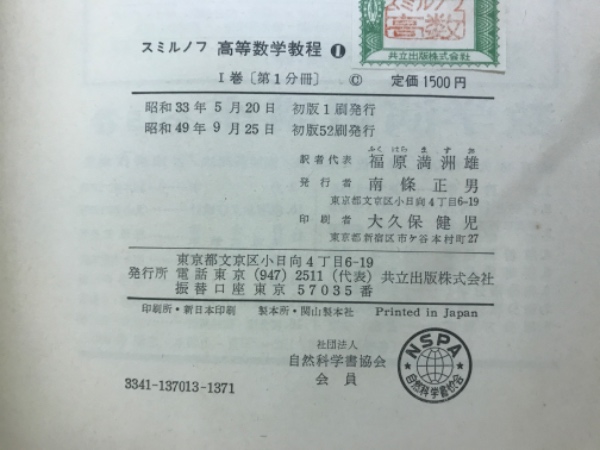 スミルノフ
高数
共立出版株式会社
スミルノフ 高等数学教程 1
I巻〔第1分冊〕 © 定価1500円
昭和33年5月20日 初版1刷発行
昭和49年9月25日 初版52刷発行
ふくはらますお
訳者代表 福原満洲雄
発行者 南條正男
東京都文京区小日向4丁目6-19
印刷者 大久保健児
東京都新宿区市ケ谷本村町27
東京都文京区小日向4丁目6-19
発行所 電話東京(947)2511(代表) 共立出版株式会社
振替口座東京57035番
印刷所・新日本印刷 製本所・関山製本社 Printed in Japan
社団法人
自然科学書協会
会員
NSPA
自然科学書協会
3341-137013-1371